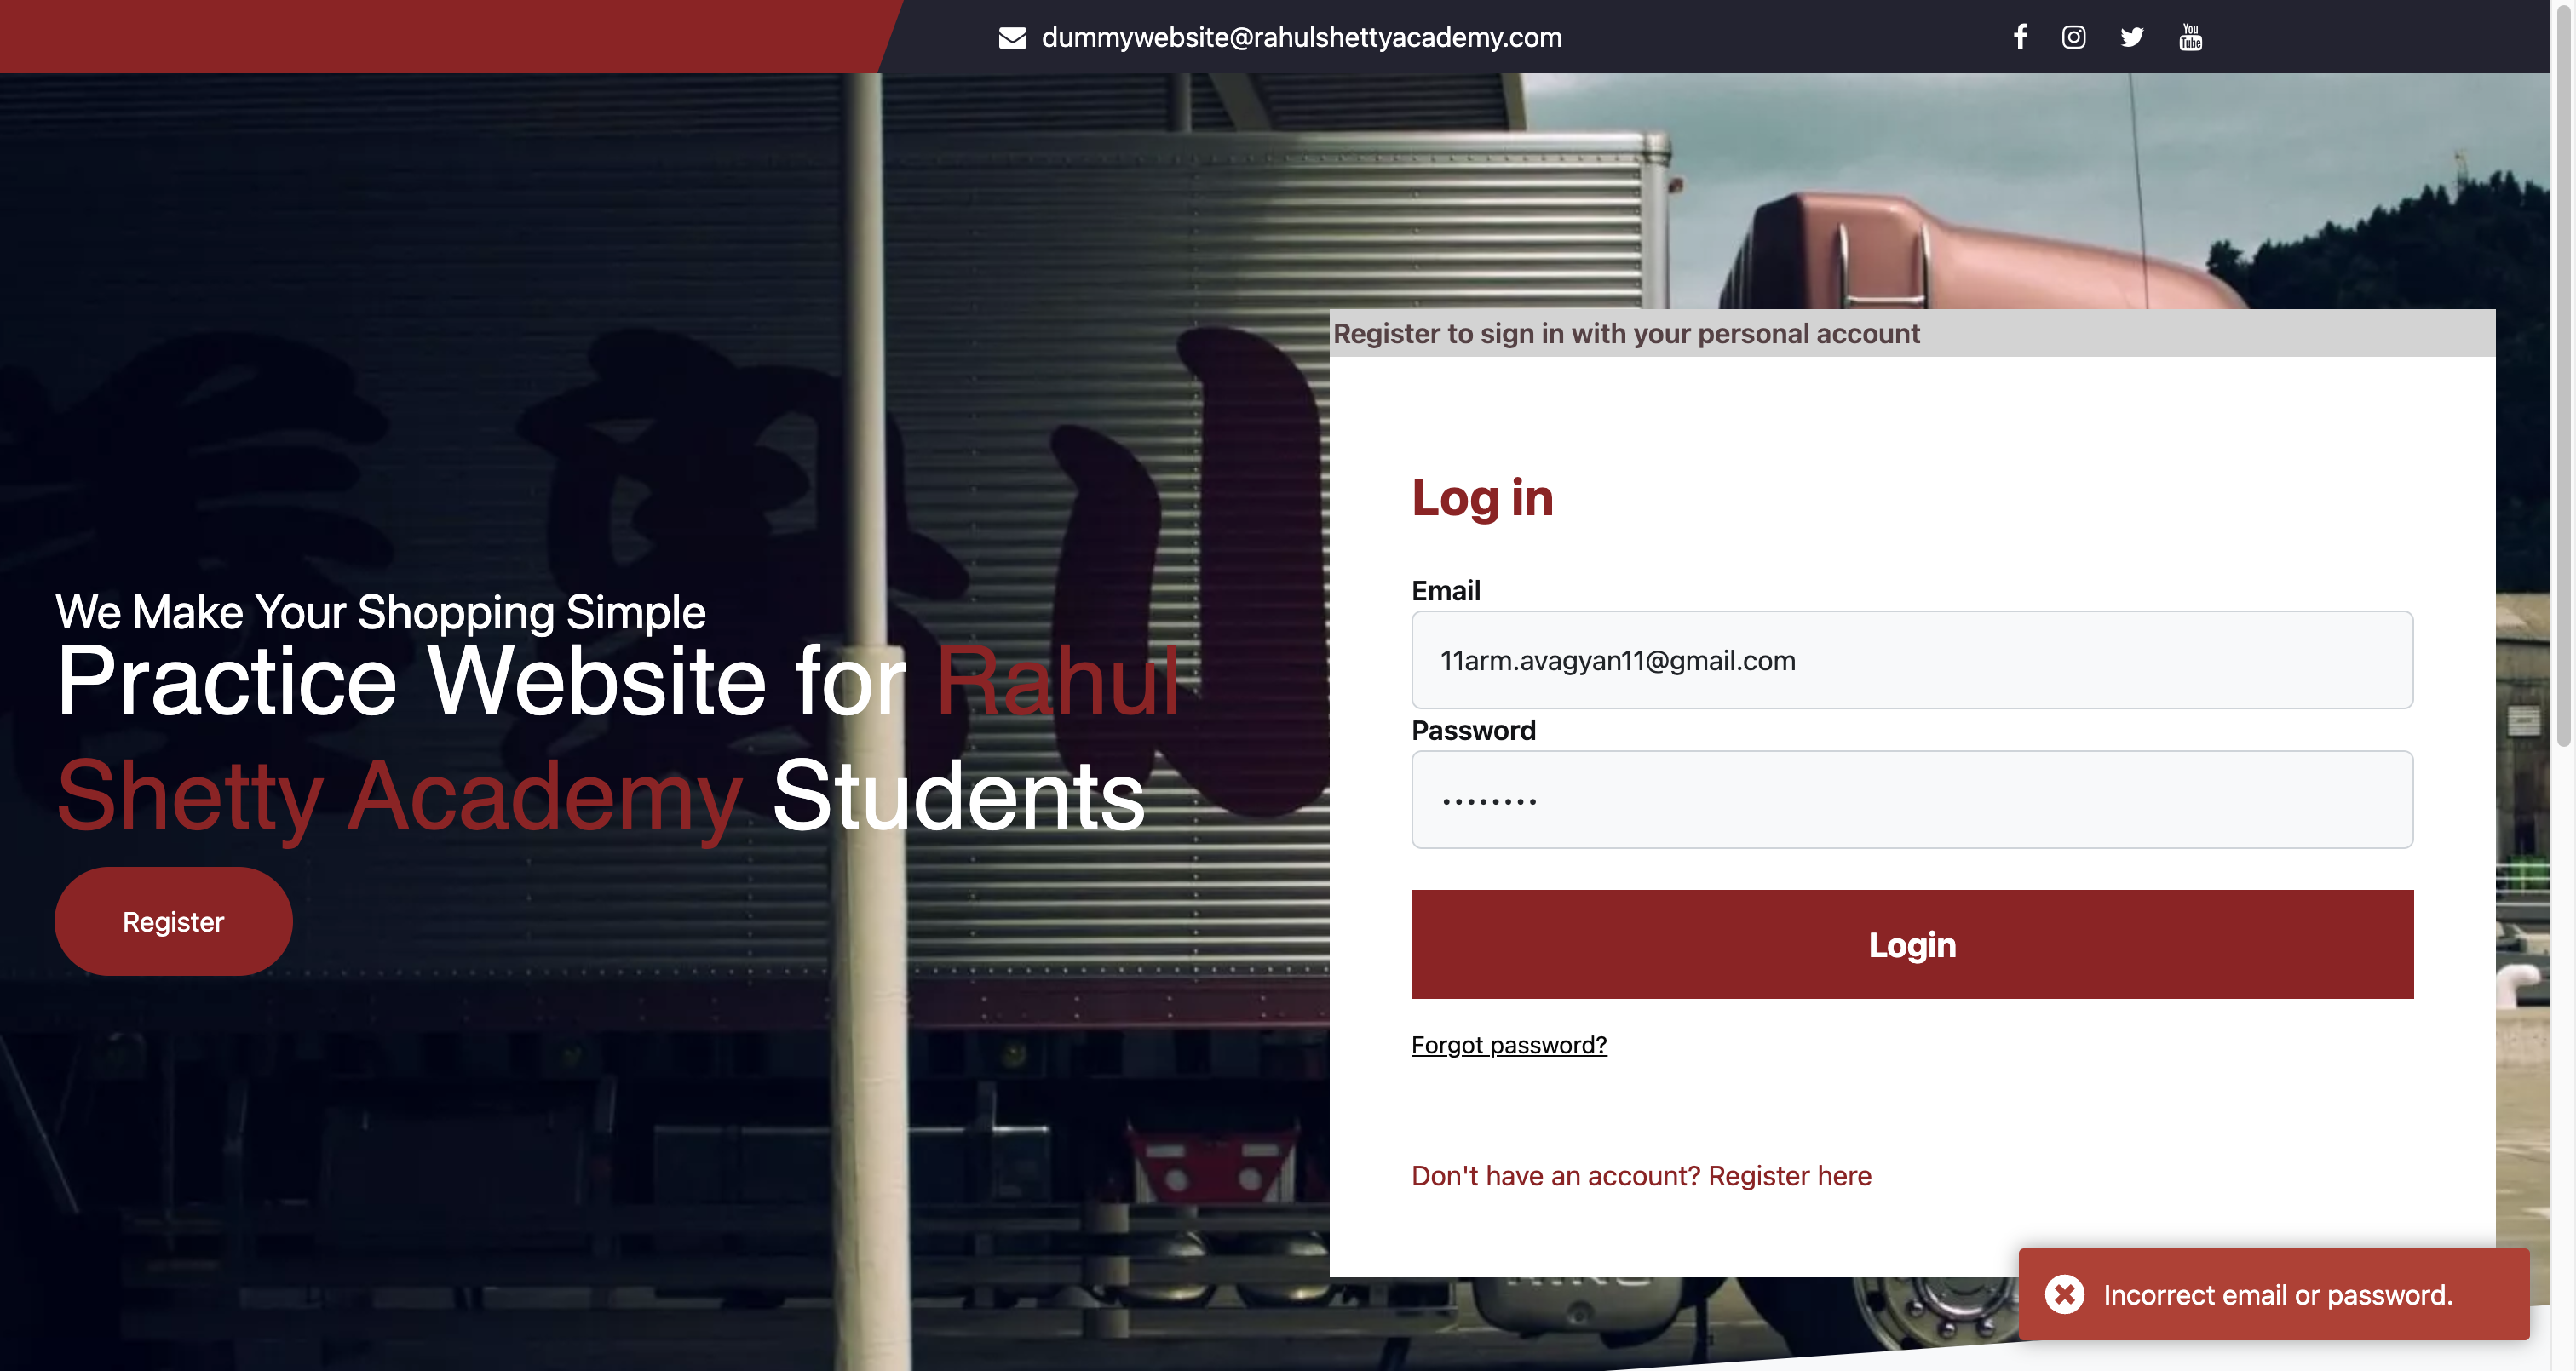 dummywebsite@rahulshettyacademy.com
You
Tube
We Make Your Shopping Simple
Practice Website for Rahul
Shetty Academy Students
Register
Register to sign in with your personal account
Log in
Email
11arm.avagyan11@gmail.com
Password
Login
Forgot password?
Don't have an account? Register here
Incorrect email or password.